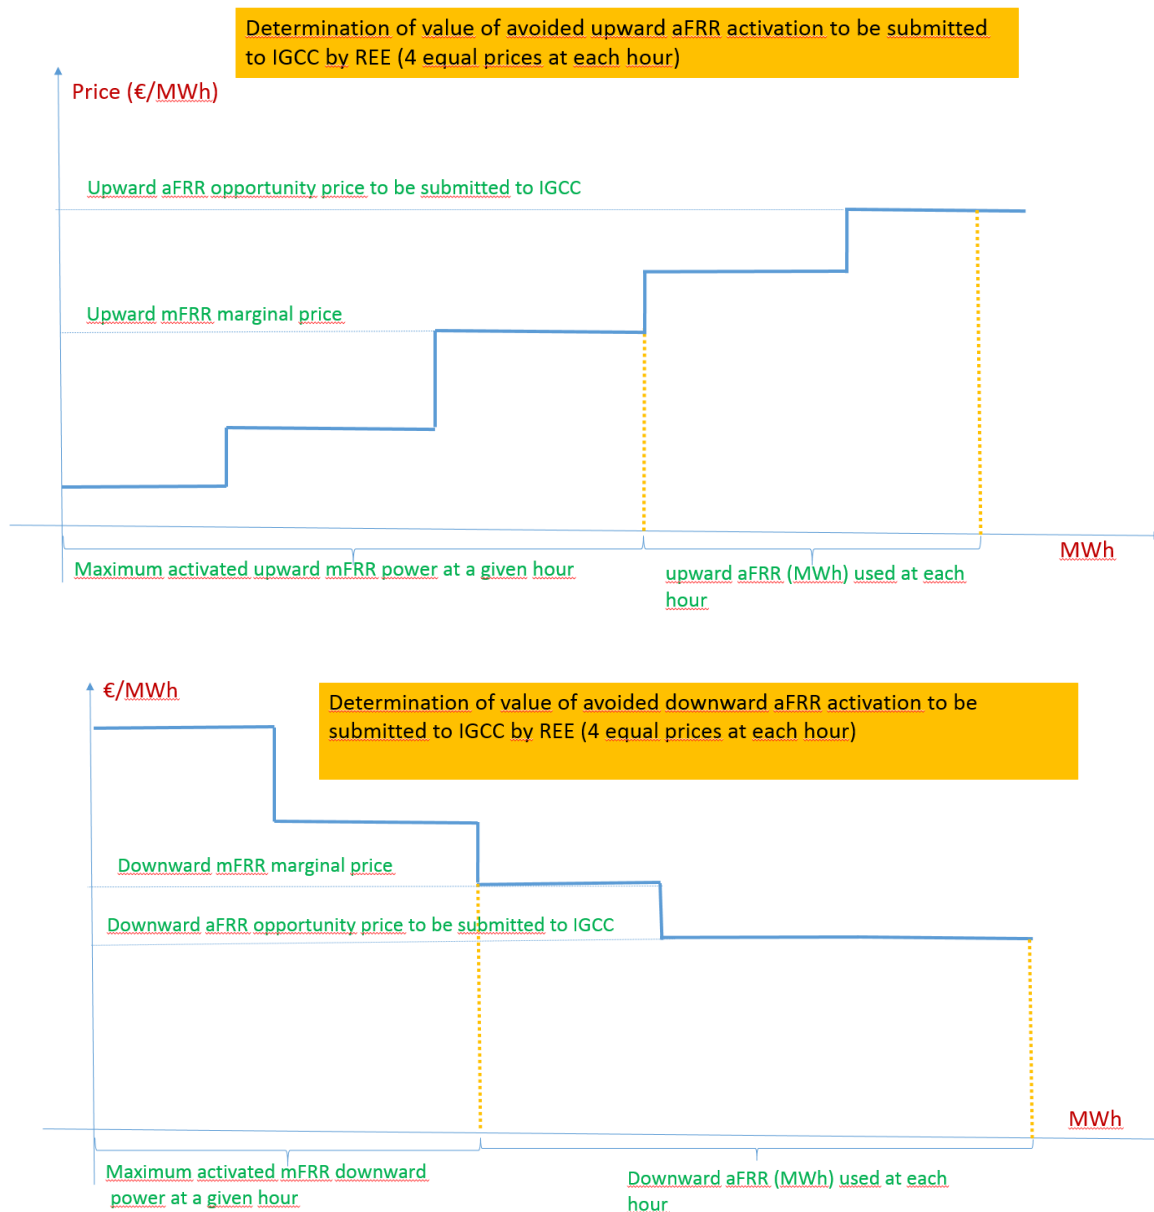 Determination of value of avoided upward aFRR activation to be submitted
to IGCC by REE (4 equal prices at each hour)
Price (€/MWh)
Upward aFRR opportunity price to be submitted to IGCC
Upward mFRR marginal price
MWh
Maximum activated upward mFRR power at a given hour
upward aFRR (MWh) used at each
hour
€/MWh
Determination of value of avoided downward aFRR activation to be
submitted to IGCC by REE (4 equal prices at each hour)
Downward mFRR marginal price
Downward aFRR opportunity price to be submitted to IGCC
MWh
Maximum activated mFRR downward
power at a given hour
Downward aFRR (MWh) used at each
hour